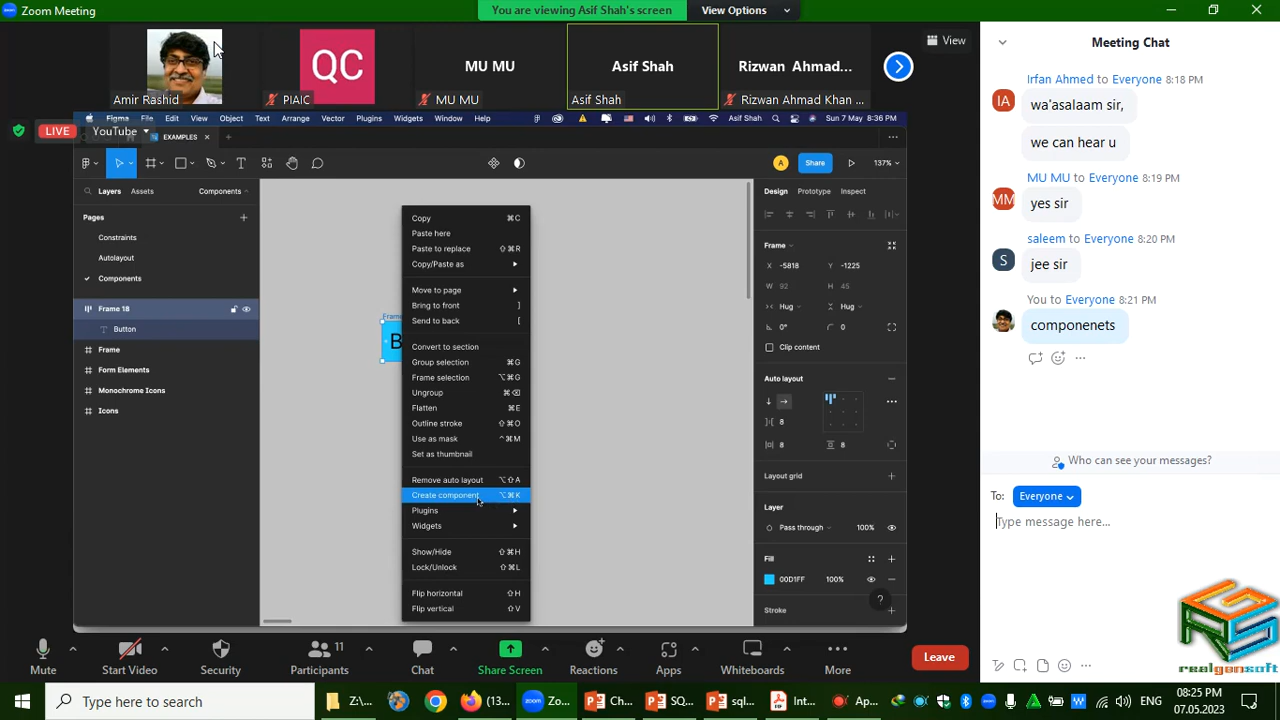 Zoom Meeting
You are viewing Asif Shah's screen
View Options
Amir Rashid
QC
PIAIC
MU MU
MU MU
Asif Shah
Asif Shah
Rizwan Ahmad...
Rizwan Ahmad Khan ...
View
LIVE
YouTube
Figma File Edit View Object Text Arrange Vector Plugins Widgets Window Help
Asif Shah Sun 7 May 8:36 PM
EXAMPLES
A
Share
137%
Layers Assets Components
Pages
Constraints
Autolayout
Components
Frame 18
Button
Frame
Form Elements
Monochrome Icons
Icons
Frame
B
Copy ⌘C
Paste here
Paste to replace ⇧⌘R
Copy/Paste as
Move to page
Bring to front ]
Send to back [
Convert to section
Group selection ⌘G
Frame selection ⌥⌘G
Ungroup ⌘⌫
Flatten ⌘E
Outline stroke ⇧⌘O
Use as mask ^⌘M
Set as thumbnail
Remove auto layout ⌥⇧A
Create component ⌥⌘K
Plugins
Widgets
Show/Hide ⇧⌘H
Lock/Unlock ⇧⌘L
Flip horizontal ⇧H
Flip vertical ⇧V
Design Prototype Inspect
Frame
X -5818 Y -1225
W 92 H 45
Hug Hug
0° 0
Clip content
Auto layout
8
8 8
Layout grid
Layer
Pass through 100%
Fill
00D1FF 100%
Stroke
?
Mute
Start Video
Security
11
Participants
Chat
Share Screen
Reactions
Apps
Whiteboards
More
Leave
Meeting Chat
Irfan Ahmed to Everyone 8:18 PM
IA
wa'asalaam sir,
we can hear u
MU MU to Everyone 8:19 PM
MM
yes sir
saleem to Everyone 8:20 PM
S
jee sir
You to Everyone 8:21 PM
componenets
Who can see your messages?
To: Everyone
Type message here...
realgensoft
Type here to search
Z:\...
(13...
Zo...
Ch...
SQ...
sql...
Int...
Ap...
ENG
08:25 PM
07.05.2023